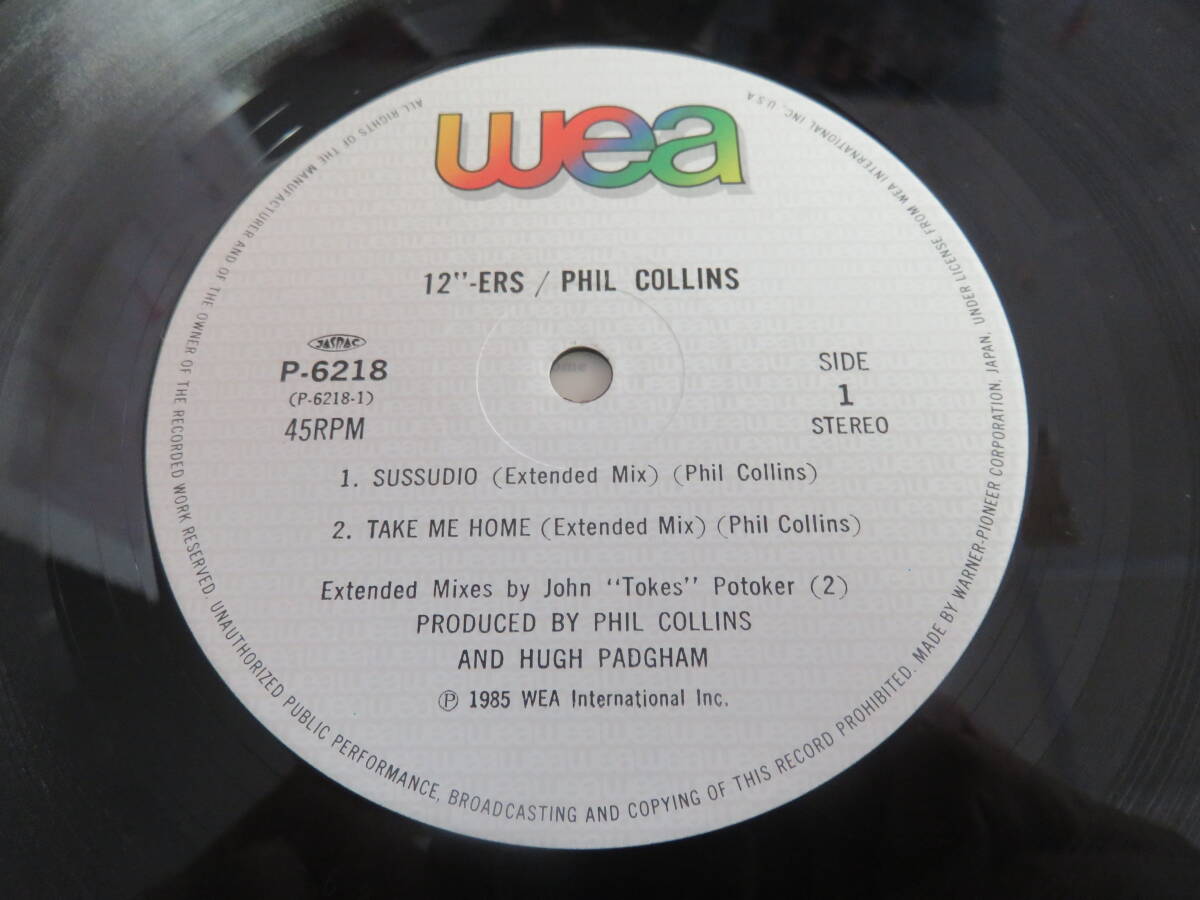 wea
12"-ERS / PHIL COLLINS
JASRAC
P-6218
(P-6218-1)
45RPM
SIDE
1
STEREO
1. SUSSUDIO (Extended Mix) (Phil Collins)
2. TAKE ME HOME (Extended Mix) (Phil Collins)
Extended Mixes by John "Tokes" Potoker (2)
PRODUCED BY PHIL COLLINS
AND HUGH PADGHAM
Ⓟ 1985 WEA International Inc.
ALL RIGHTS OF THE MANUFACTURER AND OF THE OWNER OF THE RECORDED WORK RESERVED. UNAUTHORIZED PUBLIC PERFORMANCE, BROADCASTING AND COPYING OF THIS RECORD PROHIBITED. MADE BY WARNER-PIONEER CORPORATION, JAPAN, UNDER LICENSE FROM WEA INTERNATIONAL INC., U.S.A